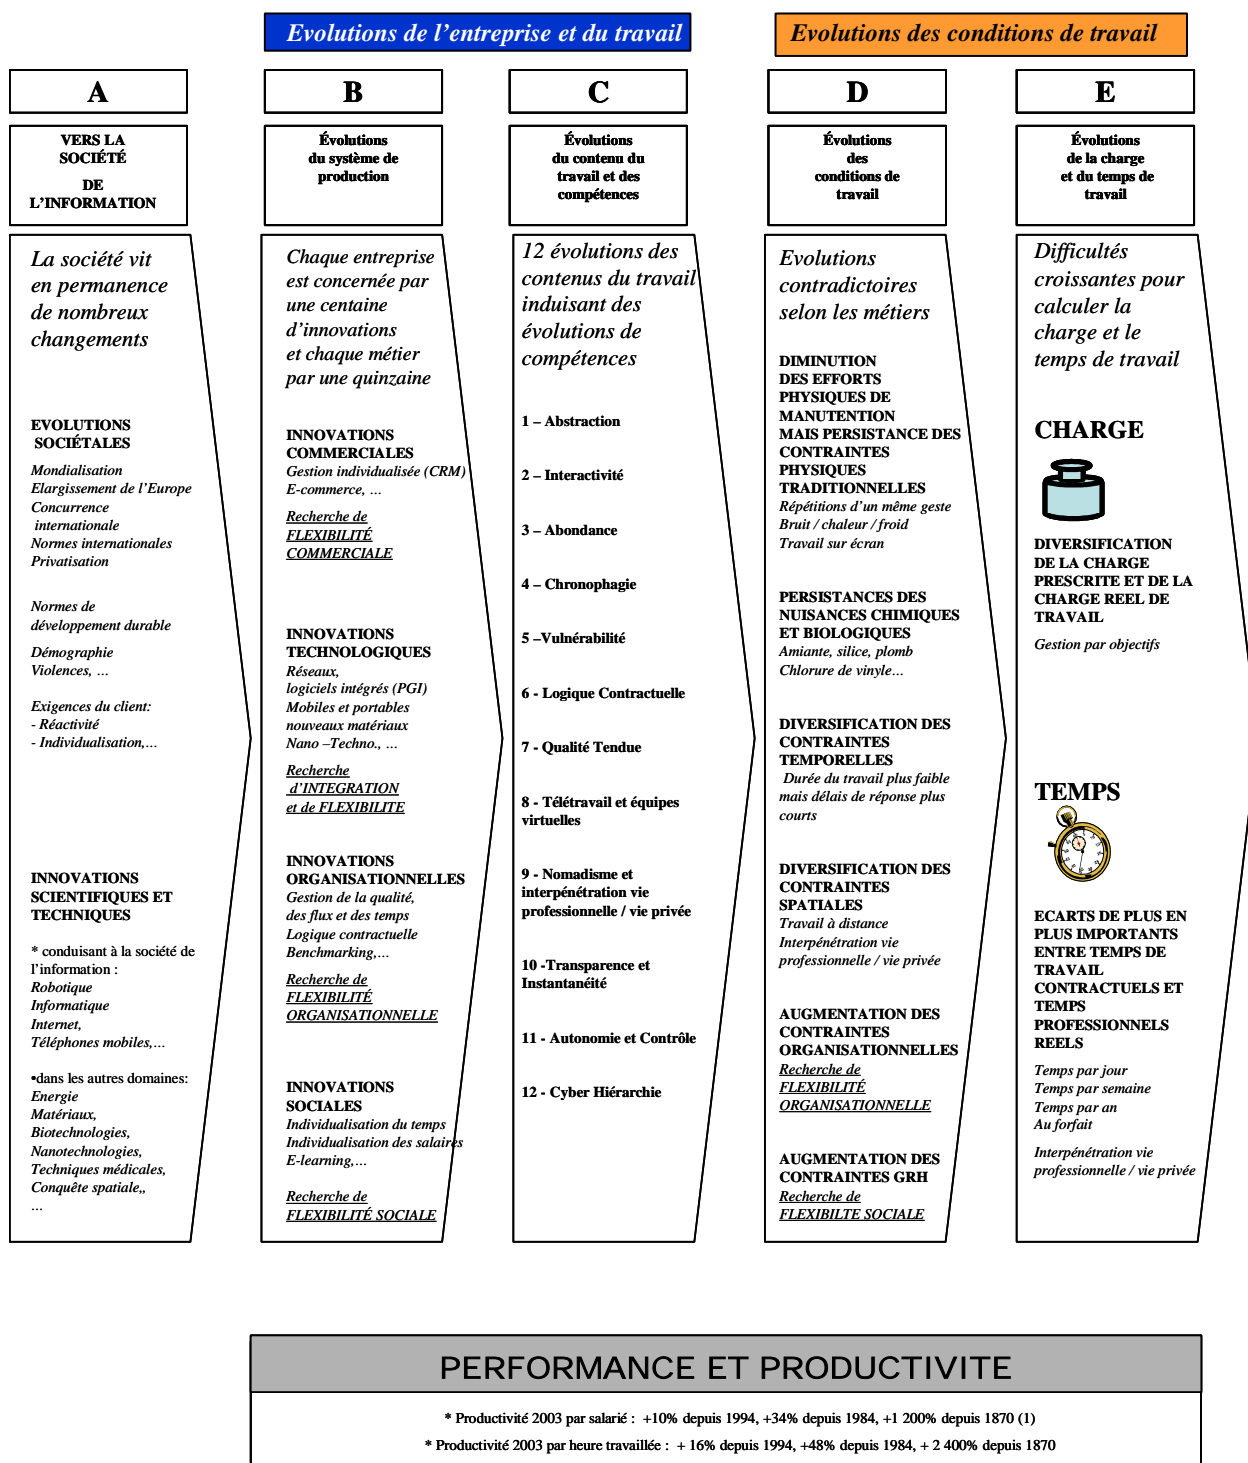 Evolutions de l'entreprise et du travail
Evolutions des conditions de travail
A
VERS LA
SOCIÉTÉ
DE
L'INFORMATION
La société vit
en permanence
de nombreux
changements
EVOLUTIONS
SOCIÉTALES
Mondialisation
Elargissement de l'Europe
Concurrence
internationale
Normes internationales
Privatisation
Normes de
développement durable
Démographie
Violences, ...
Exigences du client:
- Réactivité
- Individualisation,...
INNOVATIONS
SCIENTIFIQUES ET
TECHNIQUES
* conduisant à la société de
l'information :
Robotique
Informatique
Internet,
Téléphones mobiles,...
•dans les autres domaines:
Energie
Matériaux,
Biotechnologies,
Nanotechnologies,
Techniques médicales,
Conquête spatiale,,
...
B
Évolutions
du système de
production
Chaque entreprise
est concernée par
une centaine
d'innovations
et chaque métier
par une quinzaine
INNOVATIONS
COMMERCIALES
Gestion individualisée (CRM)
E-commerce, ...
Recherche de
FLEXIBILITÉ
COMMERCIALE
INNOVATIONS
TECHNOLOGIQUES
Réseaux,
logiciels intégrés (PGI)
Mobiles et portables
nouveaux matériaux
Nano –Techno., ...
Recherche
d'INTEGRATION
et de FLEXIBILITE
INNOVATIONS
ORGANISATIONNELLES
Gestion de la qualité,
des flux et des temps
Logique contractuelle
Benchmarking,...
Recherche de
FLEXIBILITÉ
ORGANISATIONNELLE
INNOVATIONS
SOCIALES
Individualisation du temps
Individualisation des salaires
E-learning,...
Recherche de
FLEXIBILITÉ SOCIALE
C
Évolutions
du contenu du
travail et des
compétences
12 évolutions des
contenus du travail
induisant des
évolutions de
compétences
1 – Abstraction
2 – Interactivité
3 – Abondance
4 – Chronophagie
5 –Vulnérabilité
6 - Logique Contractuelle
7 - Qualité Tendue
8 - Télétravail et équipes
virtuelles
9 - Nomadisme et
interpénétration vie
professionnelle / vie privée
10 -Transparence et
Instantanéité
11 - Autonomie et Contrôle
12 - Cyber Hiérarchie
D
Évolutions
des
conditions de
travail
Evolutions
contradictoires
selon les métiers
DIMINUTION
DES EFFORTS
PHYSIQUES DE
MANUTENTION
MAIS PERSISTANCE DES
CONTRAINTES
PHYSIQUES
TRADITIONNELLES
Répétitions d'un même geste
Bruit / chaleur / froid
Travail sur écran
PERSISTANCES DES
NUISANCES CHIMIQUES
ET BIOLOGIQUES
Amiante, silice, plomb
Chlorure de vinyle...
DIVERSIFICATION DES
CONTRAINTES
TEMPORELLES
Durée du travail plus faible
mais délais de réponse plus
courts
DIVERSIFICATION DES
CONTRAINTES
SPATIALES
Travail à distance
Interpénétration vie
professionnelle / vie privée
AUGMENTATION DES
CONTRAINTES
ORGANISATIONNELLES
Recherche de
FLEXIBILITÉ
ORGANISATIONNELLE
AUGMENTATION DES
CONTRAINTES GRH
Recherche de
FLEXIBILTE SOCIALE
E
Évolutions
de la charge
et du temps de
travail
Difficultés
croissantes pour
calculer la
charge et le
temps de travail
CHARGE
DIVERSIFICATION
DE LA CHARGE
PRESCRITE ET DE LA
CHARGE REEL DE
TRAVAIL
Gestion par objectifs
TEMPS
ECARTS DE PLUS EN
PLUS IMPORTANTS
ENTRE TEMPS DE
TRAVAIL
CONTRACTUELS ET
TEMPS
PROFESSIONNELS
REELS
Temps par jour
Temps par semaine
Temps par an
Au forfait
Interpénétration vie
professionnelle / vie privée
PERFORMANCE ET PRODUCTIVITE
* Productivité 2003 par salarié : +10% depuis 1994, +34% depuis 1984, +1 200% depuis 1870 (1)
* Productivité 2003 par heure travaillée : + 16% depuis 1994, +48% depuis 1984, + 2 400% depuis 1870